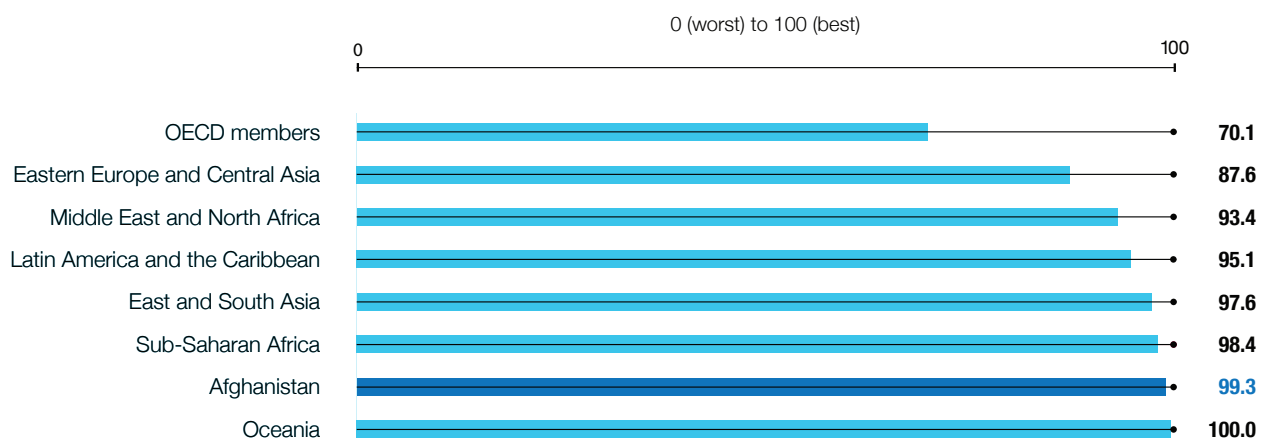 0 (worst) to 100 (best)
0 100
OECD members 70.1
Eastern Europe and Central Asia 87.6
Middle East and North Africa 93.4
Latin America and the Caribbean 95.1
East and South Asia 97.6
Sub-Saharan Africa 98.4
Afghanistan 99.3
Oceania 100.0